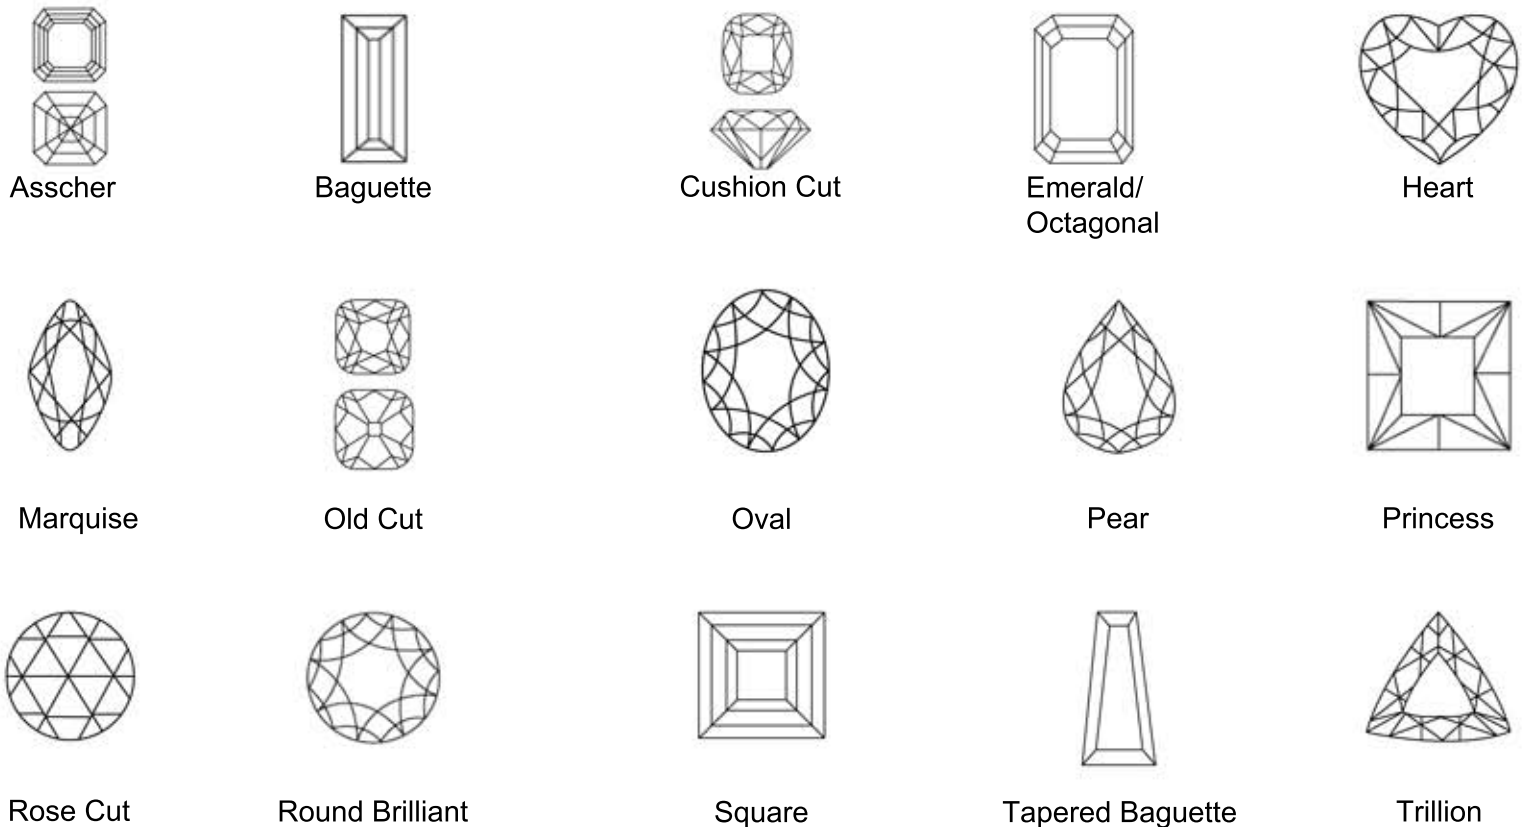 Asscher
Baguette
Cushion Cut
Emerald/
Octagonal
Heart
Marquise
Old Cut
Oval
Pear
Princess
Rose Cut
Round Brilliant
Square
Tapered Baguette
Trillion